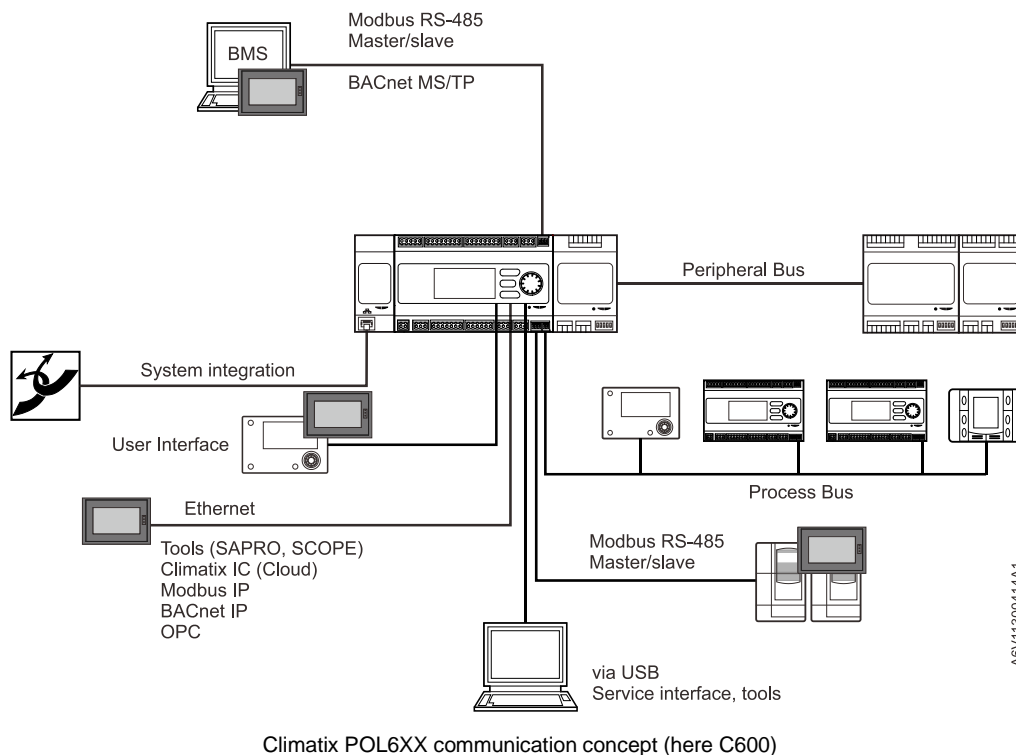 Modbus RS-485
Master/slave
BMS
BACnet MS/TP
Peripheral Bus
System integration
User Interface
Process Bus
Ethernet
Tools (SAPRO, SCOPE)
Climatix IC (Cloud)
Modbus IP
BACnet IP
OPC
Modbus RS-485
Master/slave
via USB
Service interface, tools
Climatix POL6XX communication concept (here C600)